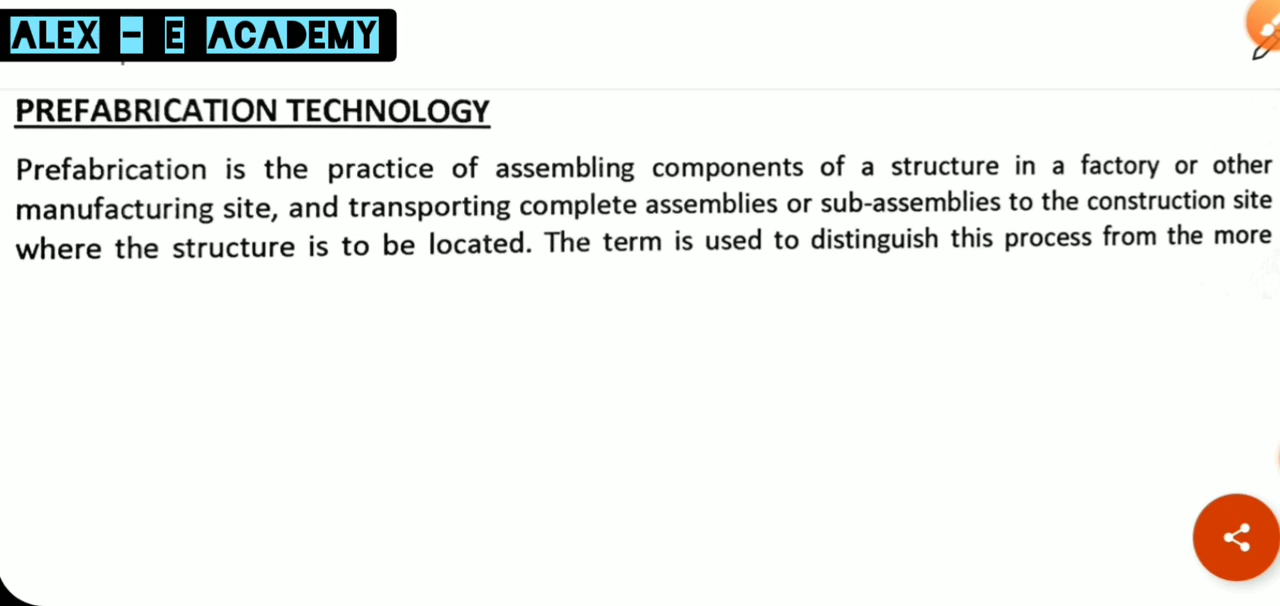 ALEX - E ACADEMY
PREFABRICATION TECHNOLOGY
Prefabrication is the practice of assembling components of a structure in a factory or other
manufacturing site, and transporting complete assemblies or sub-assemblies to the construction site
where the structure is to be located. The term is used to distinguish this process from the more